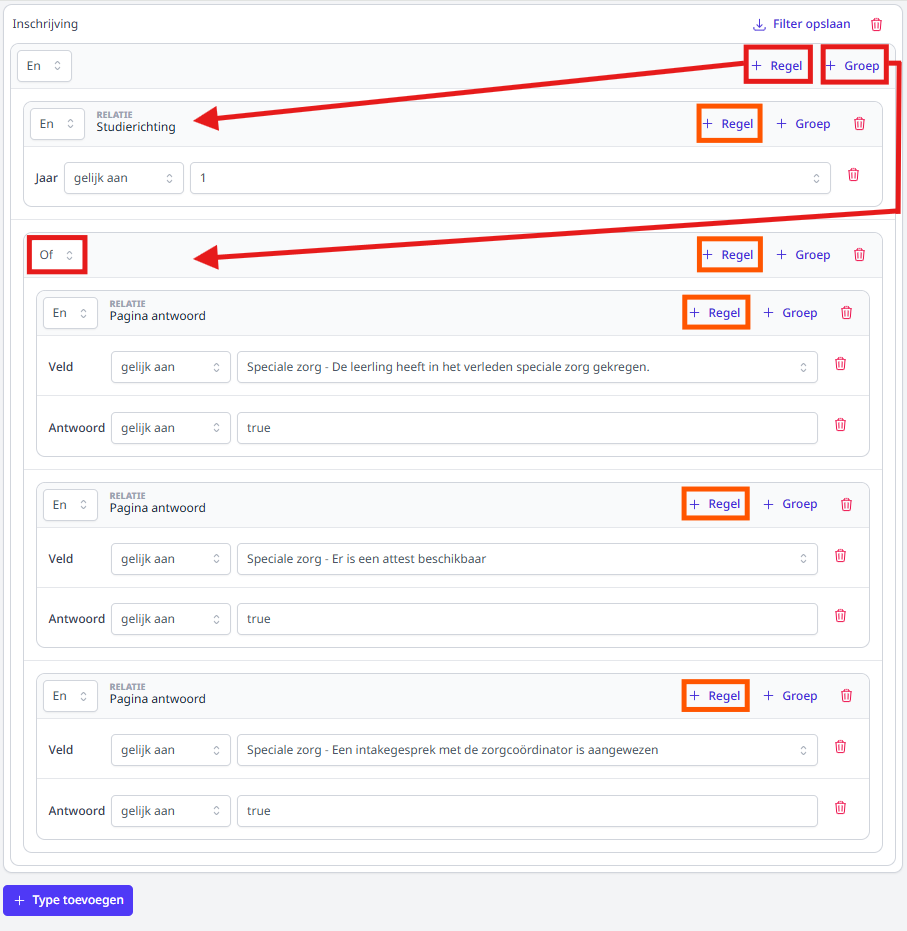 Inschrijving Filter opslaan
En + Regel + Groep
En RELATIE Studierichting + Regel + Groep
Jaar gelijk aan 1
Of + Regel + Groep
En RELATIE Pagina antwoord + Regel + Groep
Veld gelijk aan Speciale zorg - De leerling heeft in het verleden speciale zorg gekregen.
Antwoord gelijk aan true
En RELATIE Pagina antwoord + Regel + Groep
Veld gelijk aan Speciale zorg - Er is een attest beschikbaar
Antwoord gelijk aan true
En RELATIE Pagina antwoord + Regel + Groep
Veld gelijk aan Speciale zorg - Een intakegesprek met de zorgcoördinator is aangewezen
Antwoord gelijk aan true
+ Type toevoegen